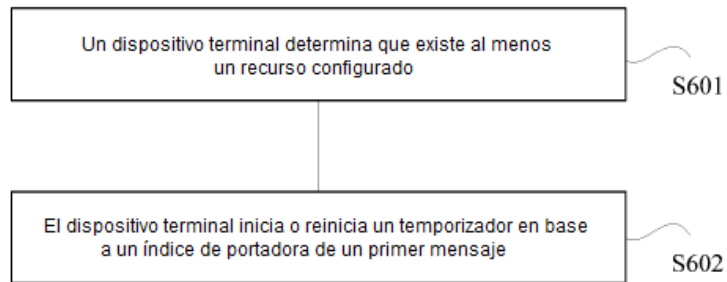 Un dispositivo terminal determina que existe al menos
un recurso configurado
S601
El dispositivo terminal inicia o reinicia un temporizador en base
a un índice de portadora de un primer mensaje
S602